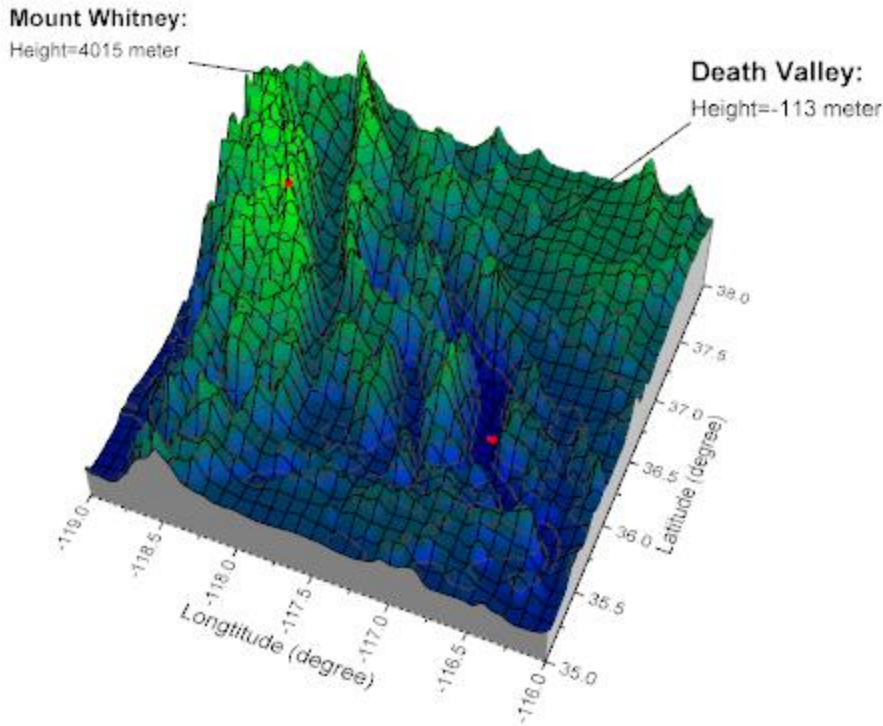 Mount Whitney:
Height=4015 meter
Death Valley:
Height=-113 meter
38.0
37.5
37.0
36.5
36.0
35.5
35.0
Latitude (degree)
-119.0
-118.5
-118.0
-117.5
-117.0
-116.5
-116.0
Longtitude (degree)